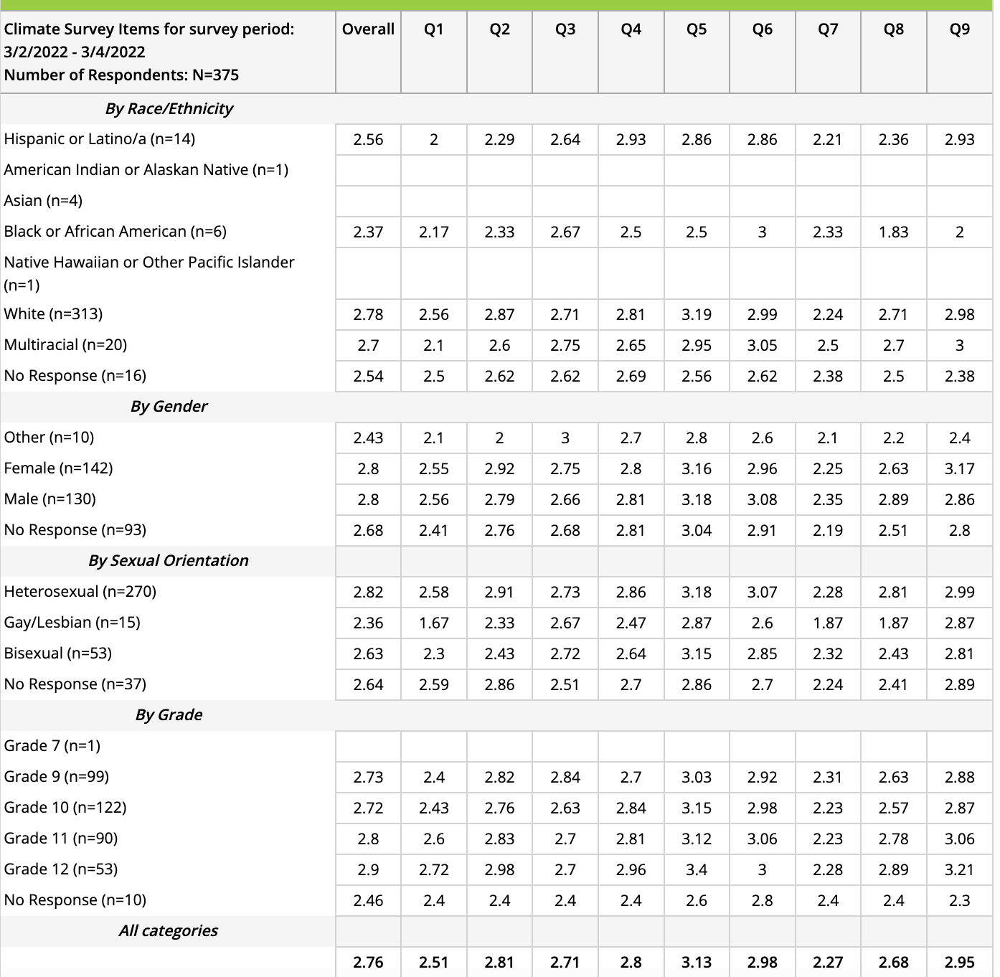 Climate Survey Items for survey period: Overall Q1 Q2 Q3 Q4 Q5 Q6 Q7 Q8 Q9
3/2/2022 - 3/4/2022
Number of Respondents: N=375
By Race/Ethnicity
Hispanic or Latino/a (n=14) 2.56 2 2.29 2.64 2.93 2.86 2.86 2.21 2.36 2.93
American Indian or Alaskan Native (n=1)
Asian (n=4)
Black or African American (n=6) 2.37 2.17 2.33 2.67 2.5 2.5 3 2.33 1.83 2
Native Hawaiian or Other Pacific Islander
(n=1)
White (n=313) 2.78 2.56 2.87 2.71 2.81 3.19 2.99 2.24 2.71 2.98
Multiracial (n=20) 2.7 2.1 2.6 2.75 2.65 2.95 3.05 2.5 2.7 3
No Response (n=16) 2.54 2.5 2.62 2.62 2.69 2.56 2.62 2.38 2.5 2.38
By Gender
Other (n=10) 2.43 2.1 2 3 2.7 2.8 2.6 2.1 2.2 2.4
Female (n=142) 2.8 2.55 2.92 2.75 2.8 3.16 2.96 2.25 2.63 3.17
Male (n=130) 2.8 2.56 2.79 2.66 2.81 3.18 3.08 2.35 2.89 2.86
No Response (n=93) 2.68 2.41 2.76 2.68 2.81 3.04 2.91 2.19 2.51 2.8
By Sexual Orientation
Heterosexual (n=270) 2.82 2.58 2.91 2.73 2.86 3.18 3.07 2.28 2.81 2.99
Gay/Lesbian (n=15) 2.36 1.67 2.33 2.67 2.47 2.87 2.6 1.87 1.87 2.87
Bisexual (n=53) 2.63 2.3 2.43 2.72 2.64 3.15 2.85 2.32 2.43 2.81
No Response (n=37) 2.64 2.59 2.86 2.51 2.7 2.86 2.7 2.24 2.41 2.89
By Grade
Grade 7 (n=1)
Grade 9 (n=99) 2.73 2.4 2.82 2.84 2.7 3.03 2.92 2.31 2.63 2.88
Grade 10 (n=122) 2.72 2.43 2.76 2.63 2.84 3.15 2.98 2.23 2.57 2.87
Grade 11 (n=90) 2.8 2.6 2.83 2.7 2.81 3.12 3.06 2.23 2.78 3.06
Grade 12 (n=53) 2.9 2.72 2.98 2.7 2.96 3.4 3 2.28 2.89 3.21
No Response (n=10) 2.46 2.4 2.4 2.4 2.4 2.6 2.8 2.4 2.4 2.3
All categories
2.76 2.51 2.81 2.71 2.8 3.13 2.98 2.27 2.68 2.95